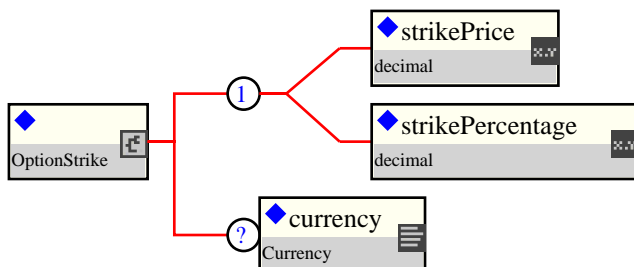 strikePrice
x.y
decimal
1
strikePercentage
x.y
decimal
OptionStrike
?
currency
Currency